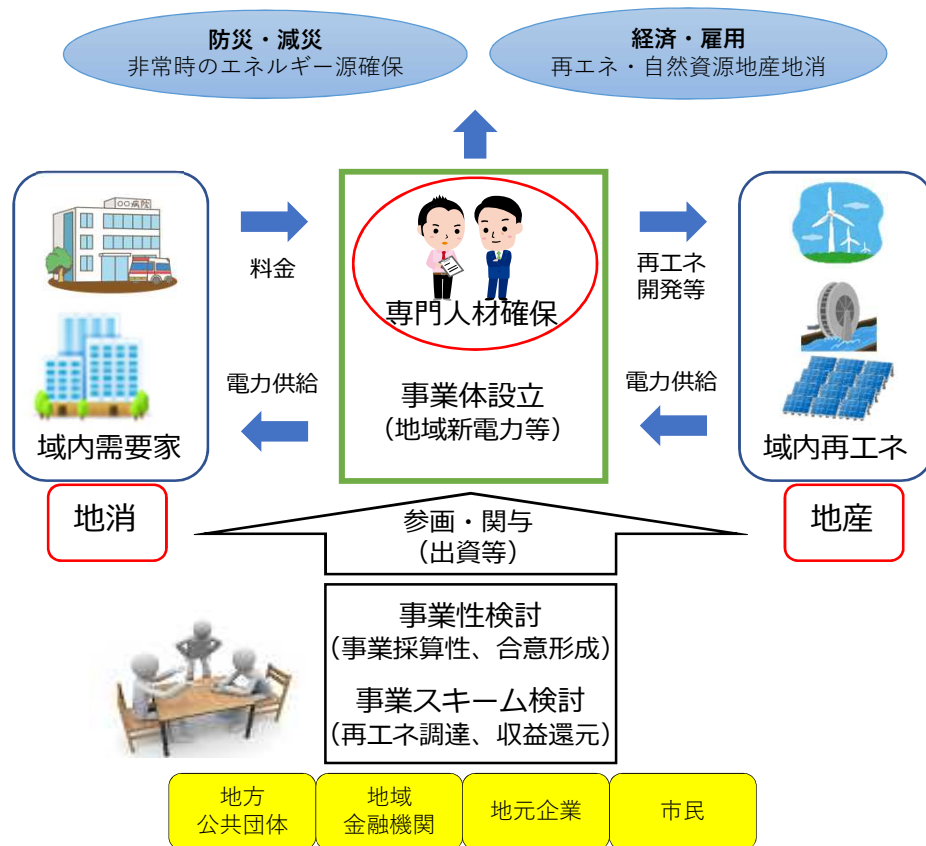 防災・減災
非常時のエネルギー源確保
経済・雇用
再エネ・自然資源地産地消
〇〇病院
料金
専門人材確保
再エネ
開発等
電力供給
事業体設立
(地域新電力等)
電力供給
域内需要家
域内再エネ
地消
地産
参画・関与
(出資等)
事業性検討
(事業採算性、合意形成)
事業スキーム検討
(再エネ調達、収益還元)
地方
公共団体
地域
金融機関
地元企業
市民